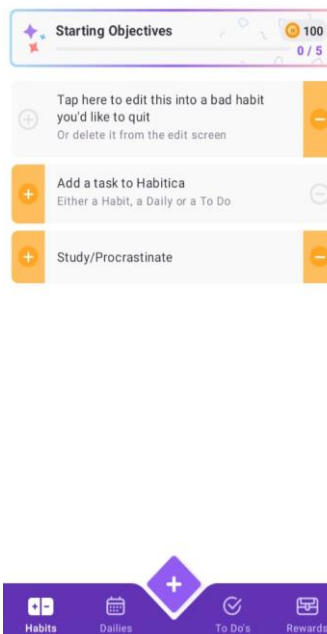 Starting Objectives
100
0 / 5
Tap here to edit this into a bad habit
you'd like to quit
Or delete it from the edit screen
Add a task to Habitica
Either a Habit, a Daily or a To Do
Study/Procrastinate
Habits
Dailies
To Do's
Rewards